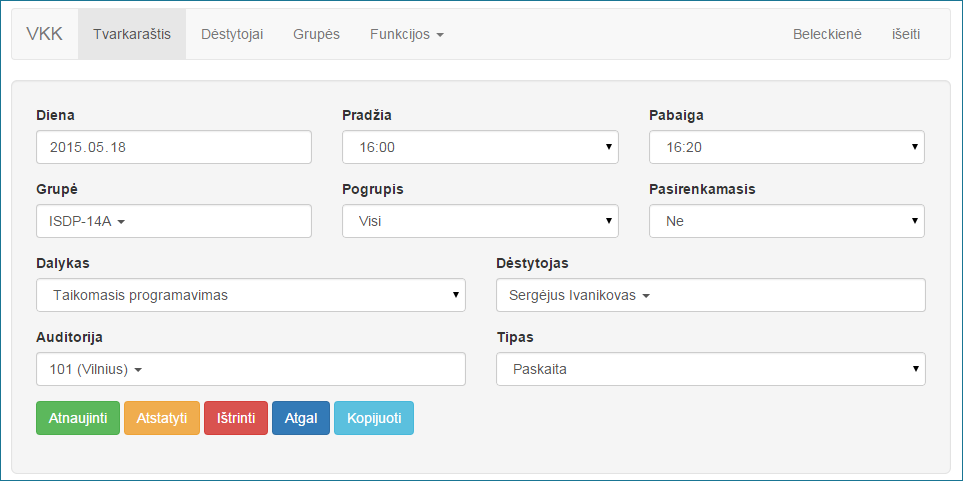 VKK Tvarkaraštis Dėstytojai Grupės Funkcijos Beleckienė išeiti
Diena Pradžia Pabaiga
2015.05.18 16:00 16:20
Grupė Pogrupis Pasirenkamasis
ISDP-14A Visi Ne
Dalykas Dėstytojas
Taikomasis programavimas Sergėjus Ivanikovas
Auditorija Tipas
101 (Vilnius) Paskaita
Atnaujinti Atstatyti Ištrinti Atgal Kopijuoti